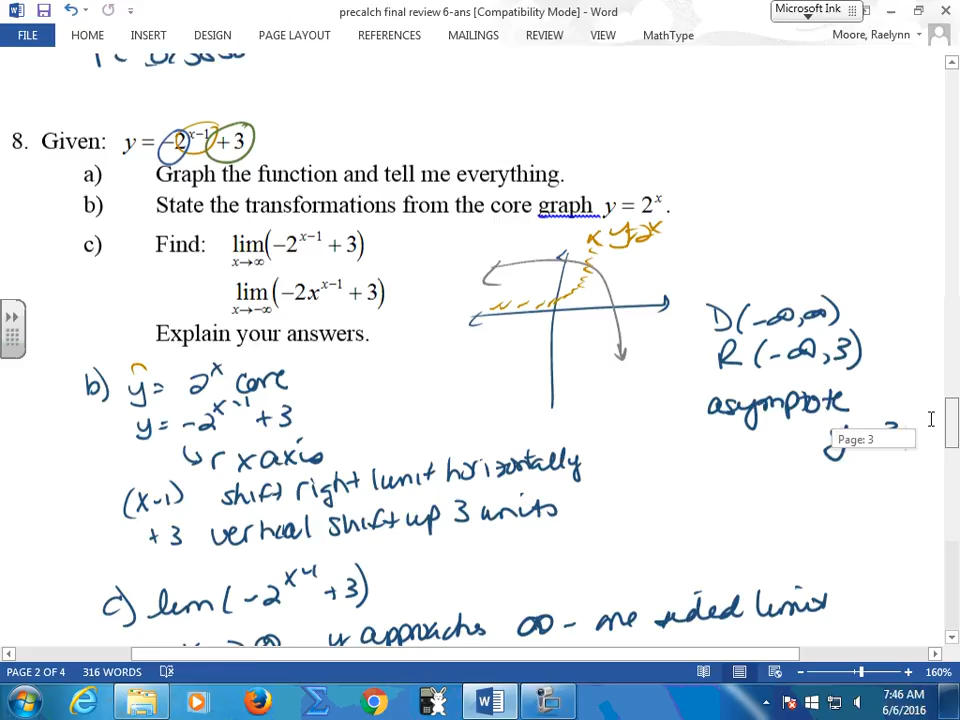 precalch final review 6-ans [Compatibility Mode] - Word
Microsoft Ink
FILE HOME INSERT DESIGN PAGE LAYOUT REFERENCES MAILINGS REVIEW VIEW MathType Moore, Raelynn
8. Given: y = -2^{x-1} + 3
a) Graph the function and tell me everything.
b) State the transformations from the core graph y = 2^x.
c) Find: lim_{x→∞}(-2^{x-1} + 3)
lim_{x→-∞}(-2x^{x-1} + 3)
Explain your answers.
y=2^x
D(-∞,∞)
R(-∞,3)
asymptote
y
Page: 3
b) y = 2^x core
y = -2^{x-1} + 3
↳ r x axis
(x-1) shift right 1 unit horizontally
+3 vertical shift up 3 units
c) lim(-2^{x-1} + 3)
approaches ∞ - one sided limit
PAGE 2 OF 4 316 WORDS 160%
7:46 AM
6/6/2016